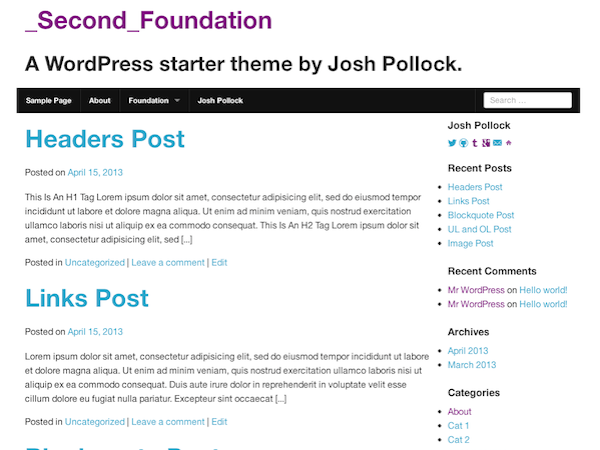 _Second_Foundation
A WordPress starter theme by Josh Pollock.
Sample Page About Foundation Josh Pollock Search ...
Headers Post
Posted on April 15, 2013
This Is An H1 Tag Lorem ipsum dolor sit amet, consectetur adipisicing elit, sed do eiusmod tempor
incididunt ut labore et dolore magna aliqua. Ut enim ad minim veniam, quis nostrud exercitation
ullamco laboris nisi ut aliquip ex ea commodo consequat. This Is An H2 Tag Lorem ipsum dolor sit
amet, consectetur adipisicing elit, sed [...]
Posted in Uncategorized | Leave a comment | Edit
Links Post
Posted on April 15, 2013
Lorem ipsum dolor sit amet, consectetur adipisicing elit, sed do eiusmod tempor
incididunt ut labore et dolore magna aliqua. Ut enim ad minim veniam, quis nostrud exercitation ullamco laboris nisi ut
aliquip ex ea commodo consequat. Duis aute irure dolor in reprehenderit in voluptate velit esse
cillum dolore eu fugiat nulla pariatur. Excepteur sint occaecat [...]
Posted in Uncategorized | Leave a comment | Edit
Josh Pollock
Recent Posts
Headers Post
Links Post
Blockquote Post
UL and OL Post
Image Post
Recent Comments
Mr WordPress on Hello world!
Mr WordPress on Hello world!
Archives
April 2013
March 2013
Categories
About
Cat 1
Cat 2